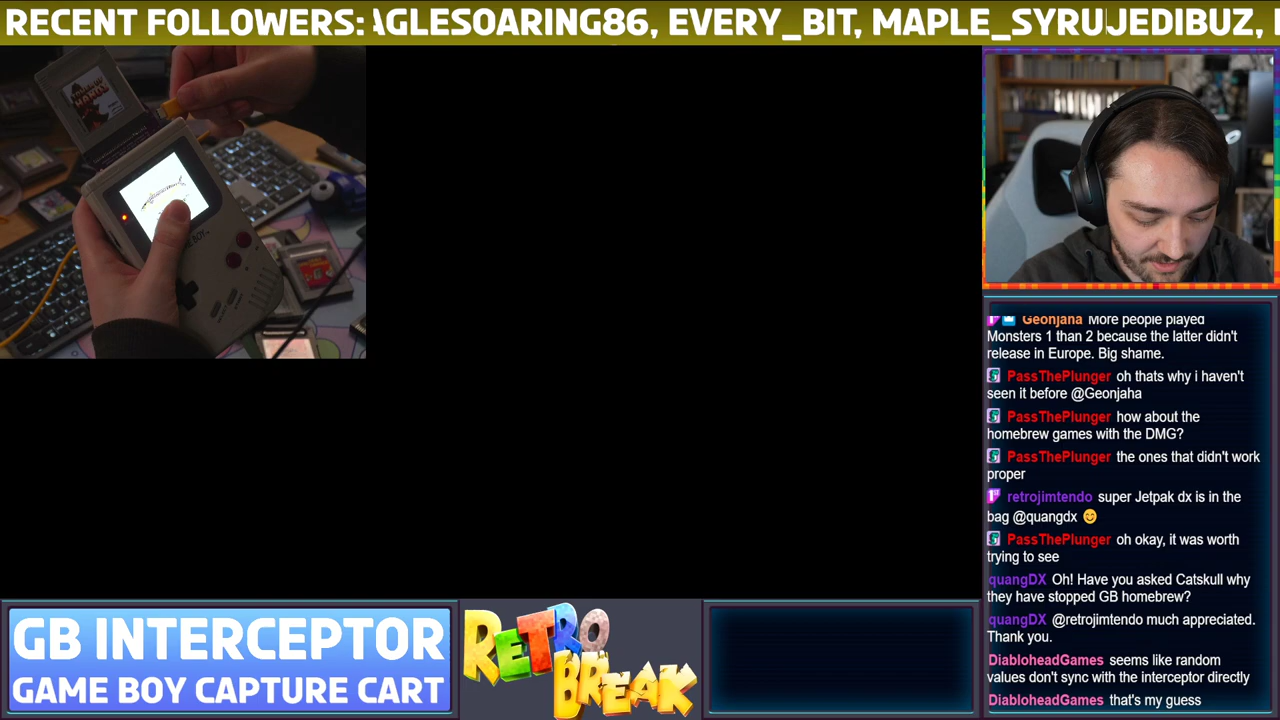 RECENT FOLLOWERS: AGLESOARING86, EVERY_BIT, MAPLE_SYRUJEDIBUZ,
Geonjaha More people played
Monsters 1 than 2 because the latter didn't
release in Europe. Big shame.
PassThePlunger oh thats why i haven't
seen it before @Geonjaha
PassThePlunger how about the
homebrew games with the DMG?
PassThePlunger the ones that didn't work
proper
retrojimtendo super Jetpak dx is in the
bag @quangdx 😊
PassThePlunger oh okay, it was worth
trying to see
quangDX Oh! Have you asked Catskull why
they have stopped GB homebrew?
quangDX @retrojimtendo much appreciated.
Thank you.
DiabloheadGames seems like random
values don't sync with the interceptor directly
DiabloheadGames that's my guess
GB INTERCEPTOR
GAME BOY CAPTURE CART
RETRO
BREAK